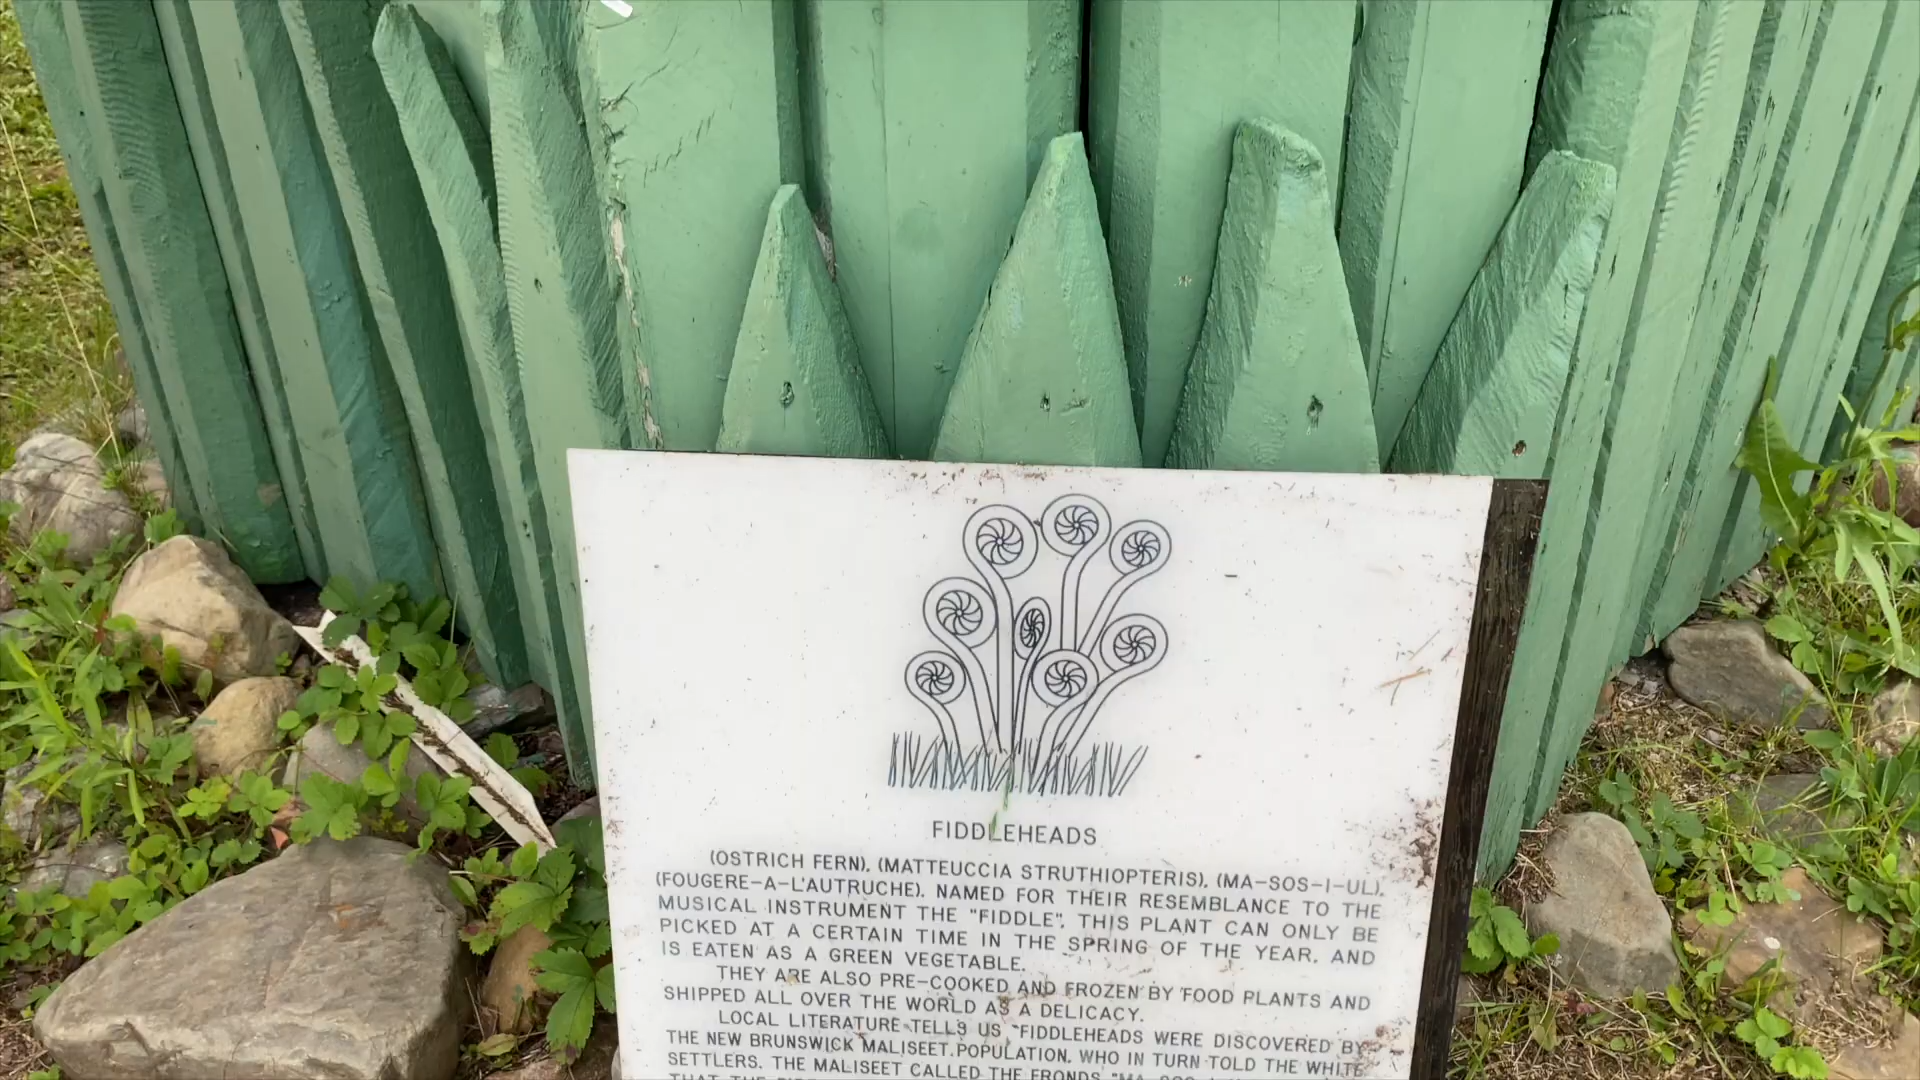 FIDDLEHEADS
(OSTRICH FERN), (MATTEUCCIA STRUTHIOPTERIS), (MA-SOS-I-UL),
(FOUGERE-A-L'AUTRUCHE). NAMED FOR THEIR RESEMBLANCE TO THE
MUSICAL INSTRUMENT THE "FIDDLE". THIS PLANT CAN ONLY BE
PICKED AT A CERTAIN TIME IN THE SPRING OF THE YEAR, AND
IS EATEN AS A GREEN VEGETABLE.
THEY ARE ALSO PRE-COOKED AND FROZEN BY FOOD PLANTS AND
SHIPPED ALL OVER THE WORLD AS A DELICACY.
LOCAL LITERATURE TELLS US "FIDDLEHEADS WERE DISCOVERED BY
THE NEW BRUNSWICK MALISEET POPULATION, WHO IN TURN TOLD THE WHITE
SETTLERS. THE MALISEET CALLED THE FRONDS
THAT THE